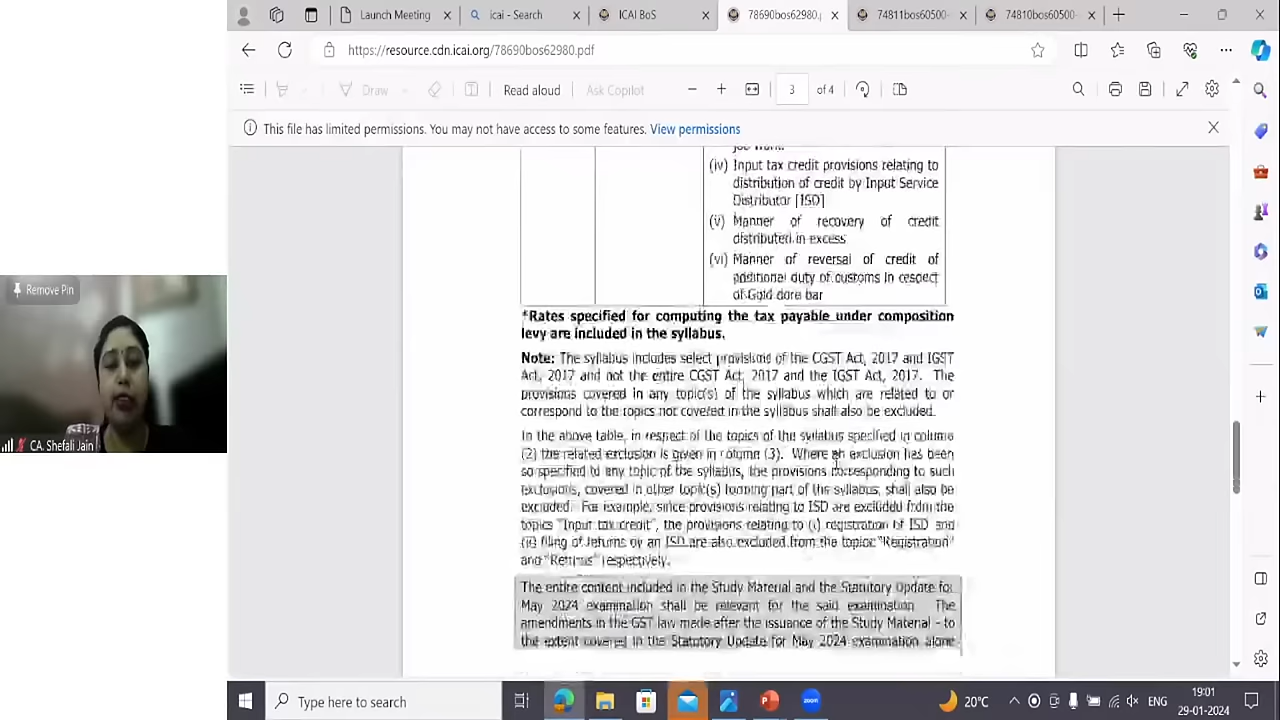 Launch Meeting
icai - Search
ICAI BoS
78690bos62980.p
74811bos60500-
74810bos60500-
https://resource.cdn.icai.org/78690bos62980.pdf
Draw
Read aloud
Ask Copilot
3
of 4
This file has limited permissions. You may not have access to some features. View permissions
job work.
(iv) Input tax credit provisions relating to
distribution of credit by Input Service
Distributor [ISD]
(v) Manner of recovery of credit
distributed in excess
(vi) Manner of reversal of credit of
additional duty of customs in respect
of Gold dore bar
*Rates specified for computing the tax payable under composition
levy are included in the syllabus.
Note: The syllabus includes select provisions of the CGST Act, 2017 and IGST
Act, 2017 and not the entire CGST Act, 2017 and the IGST Act, 2017. The
provisions covered in any topic(s) of the syllabus which are related to or
correspond to the topics not covered in the syllabus shall also be excluded.
In the above table, in respect of the topics of the syllabus specified in column
(2) the related exclusion is given in column (3). Where an exclusion has been
so specified to any topic of the syllabus, the provisions corresponding to such
exclusions, covered in other topic(s) forming part of the syllabus, shall also be
excluded. For example, since provisions relating to ISD are excluded from the
topics "Input tax credit", the provisions relating to (i) registration of ISD and
(ii) filing of returns by an ISD are also excluded from the topics "Registration"
and "Returns" respectively.
The entire content included in the Study Material and the Statutory Update for
May 2024 examination shall be relevant for the said examination. The
amendments in the GST law made after the issuance of the Study Material - to
the extent covered in the Statutory Update for May 2024 examination alone
Remove Pin
CA. Shefali Jain
Type here to search
zoom
20°C
ENG
19:01
29-01-2024